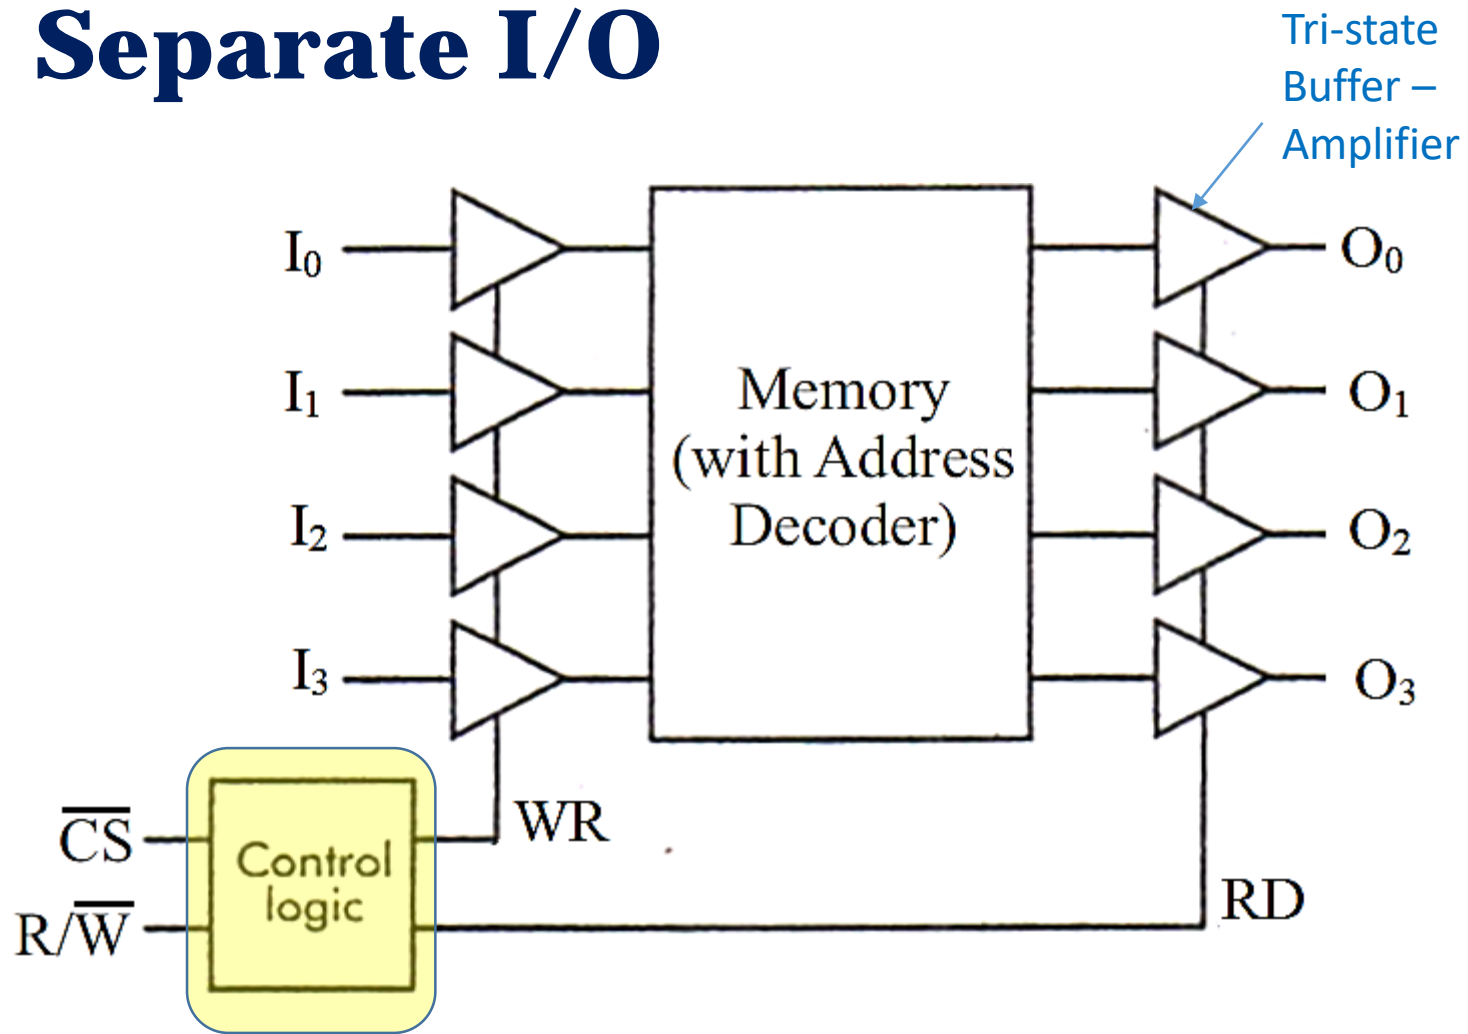 Separate I/O
Tri-state
Buffer –
Amplifier
I₀
O₀
I₁
O₁
Memory
(with Address
Decoder)
I₂
O₂
I₃
O₃
C̅S̅
WR
Control
logic
R/W̅
RD